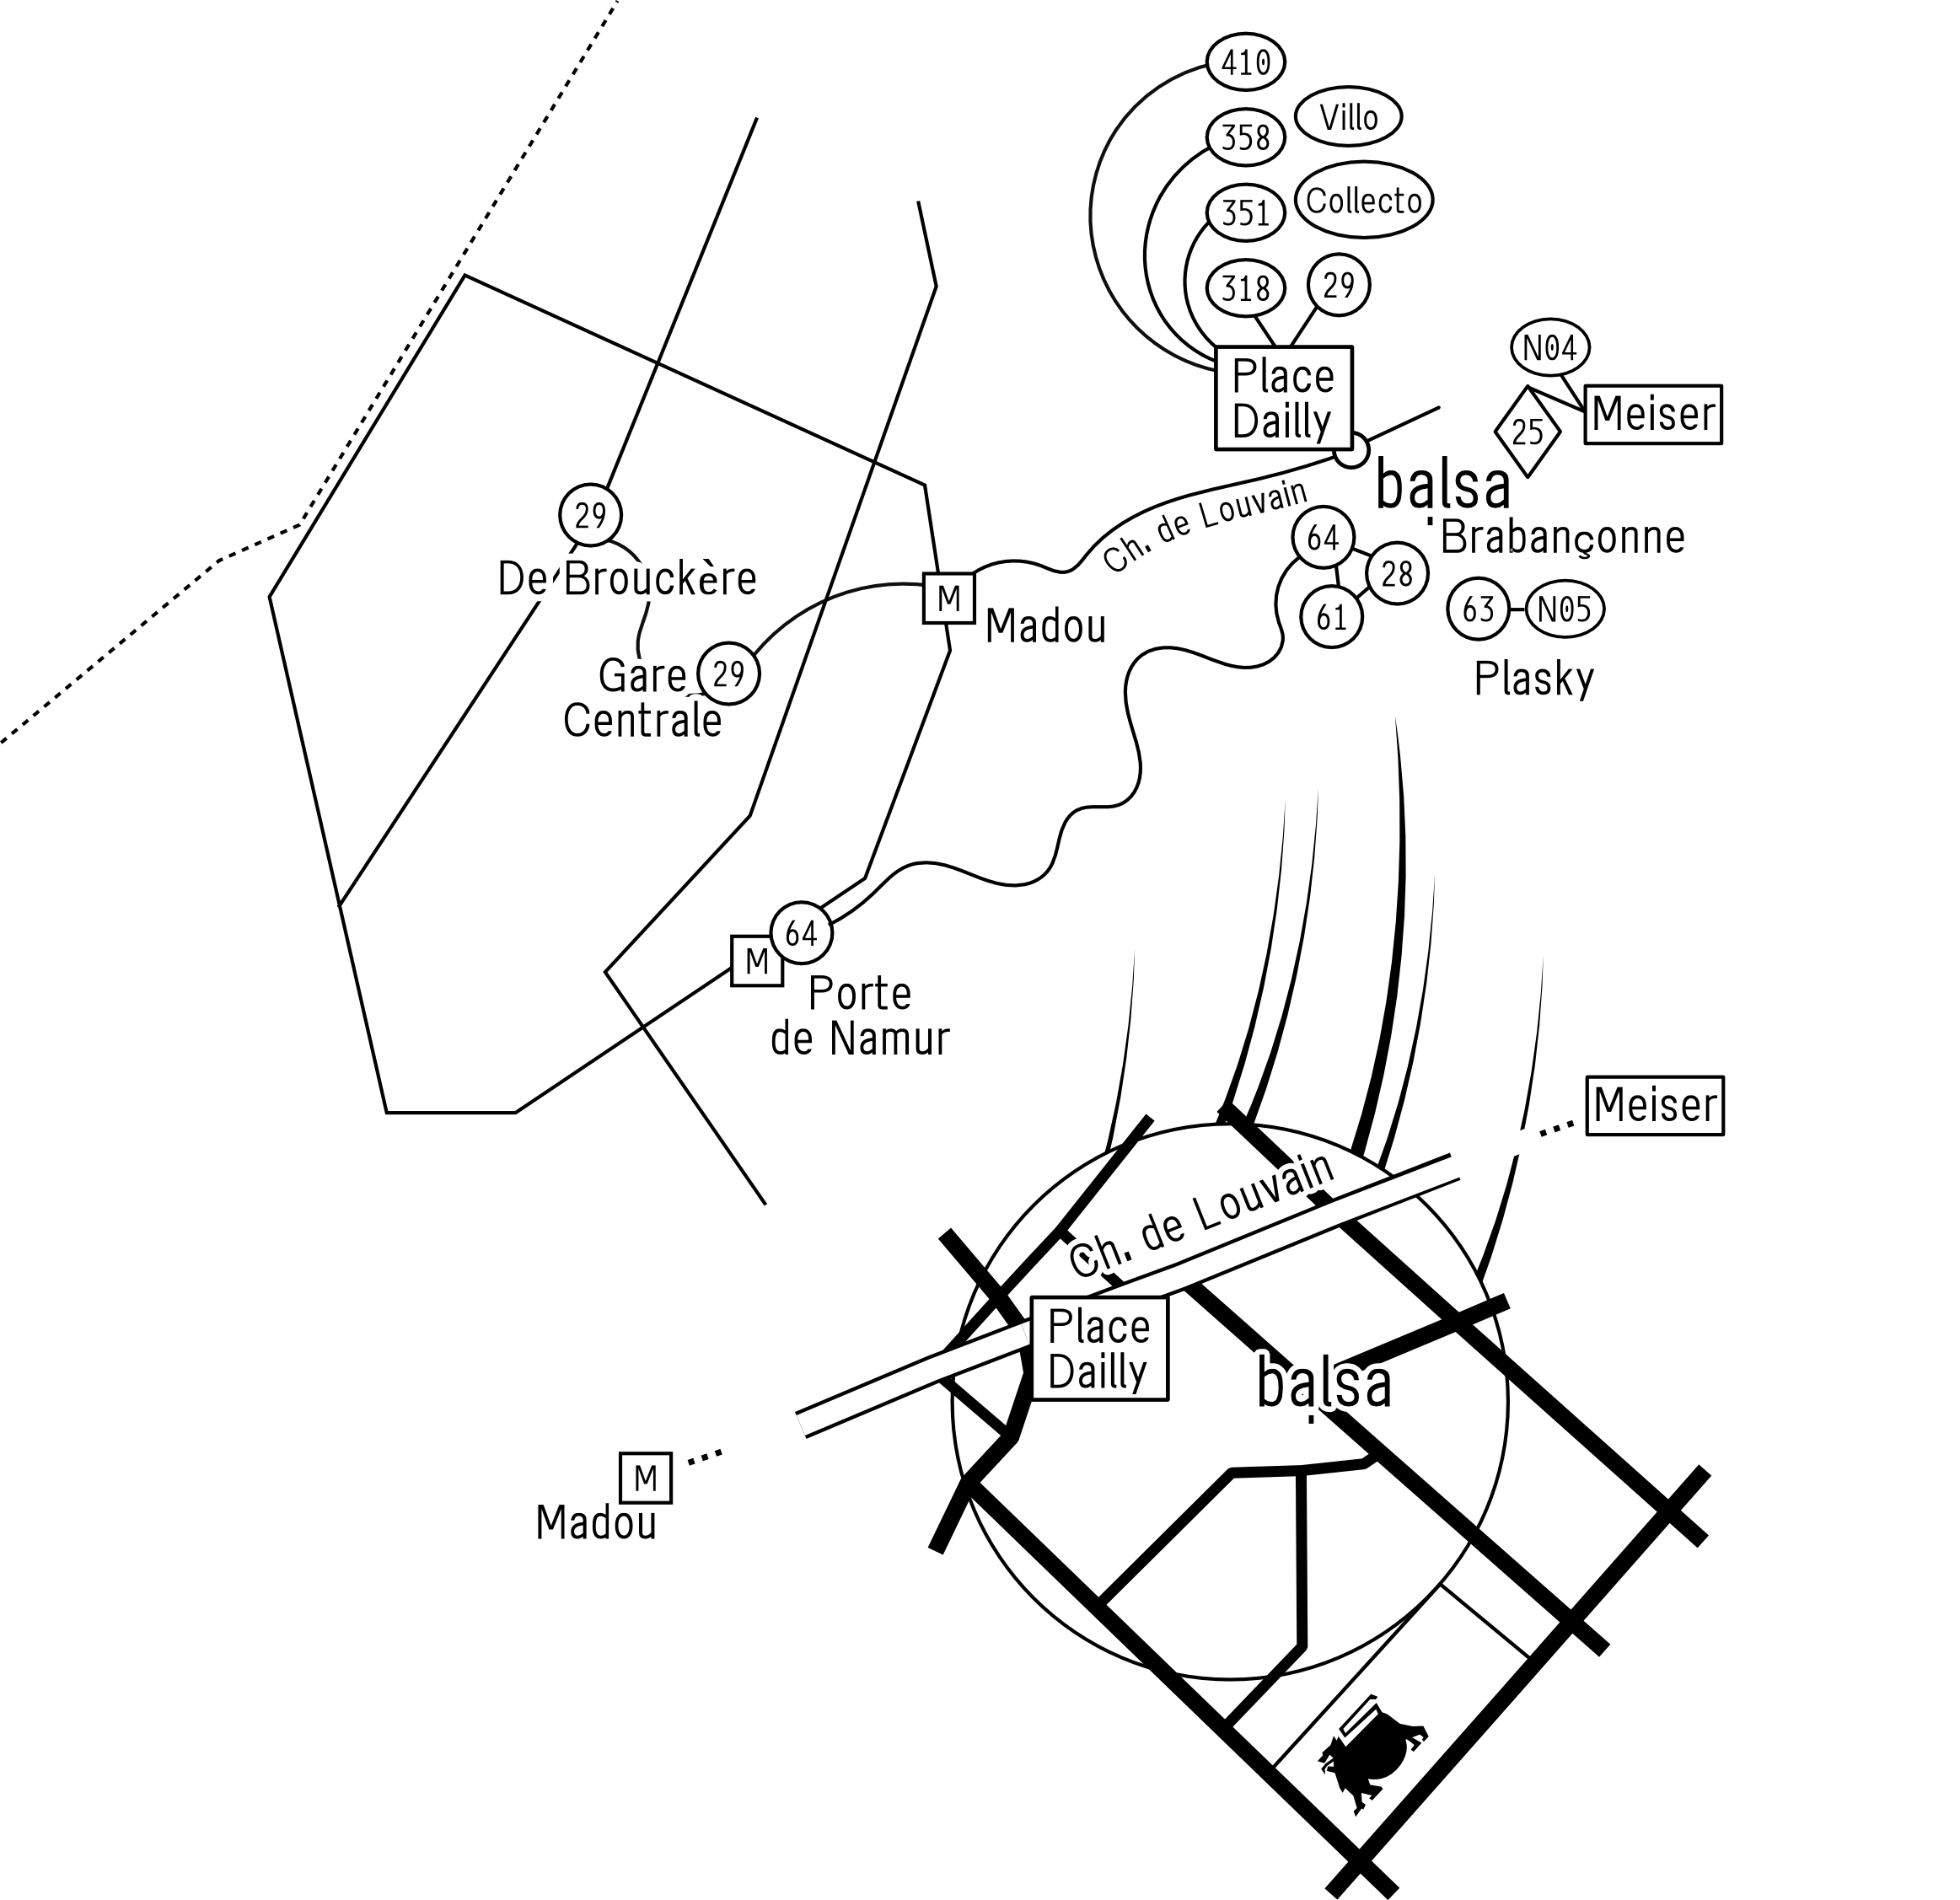 410
358
Villo
351
Collecto
318
29
Place
Dailly
N04
Meiser
25
balsa
Ch. de Louvain
29
64
Brabançonne
De Brouckère
28
M
Madou
61
63
N05
Gare
29
Centrale
Plasky
64
M
Porte
de Namur
Meiser
Ch. de Louvain
Place
Dailly
balsa
M
Madou